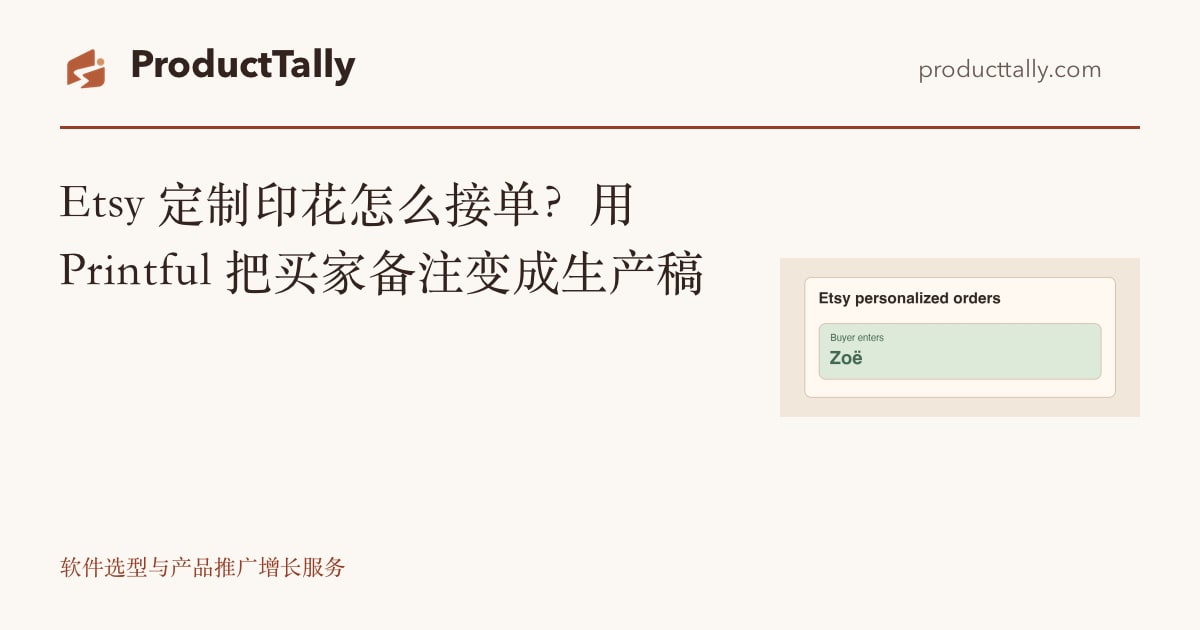 ProductTally
producttally.com
Etsy 定制印花怎么接单？用
Printful 把买家备注变成生产稿
Etsy personalized orders
Buyer enters
Zoë
软件选型与产品推广增长服务